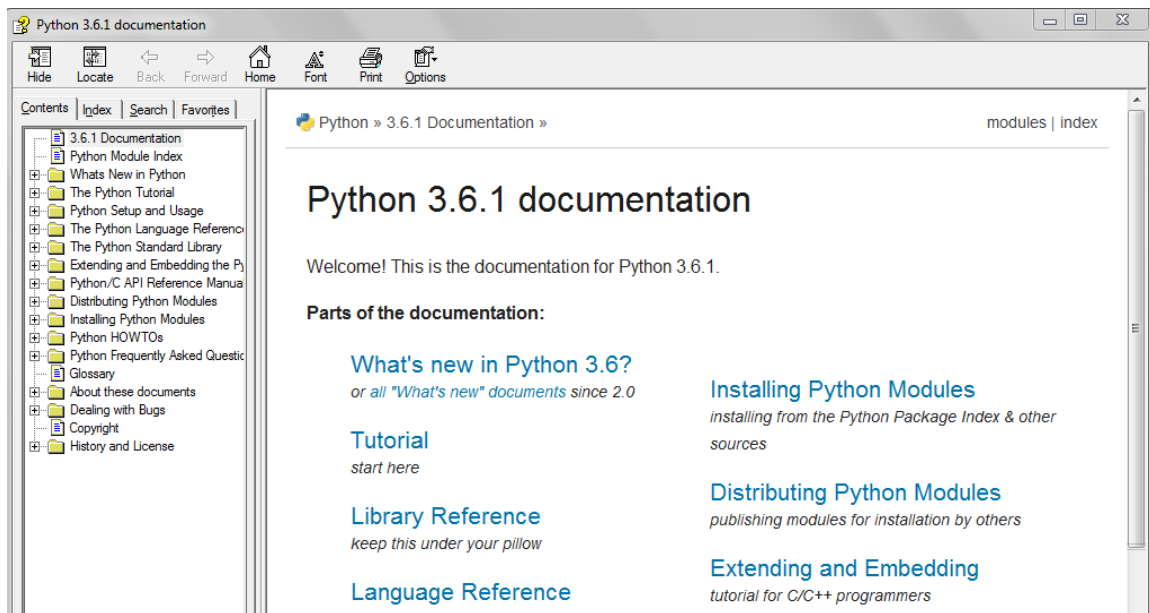 Python 3.6.1 documentation
Hide Locate Back Forward Home Font Print Options
Contents Index Search Favorites
3.6.1 Documentation
Python Module Index
Whats New in Python
The Python Tutorial
Python Setup and Usage
The Python Language Referenc
The Python Standard Library
Extending and Embedding the Py
Python/C API Reference Manua
Distributing Python Modules
Installing Python Modules
Python HOWTOs
Python Frequently Asked Questic
Glossary
About these documents
Dealing with Bugs
Copyright
History and License
Python » 3.6.1 Documentation »
modules | index
Python 3.6.1 documentation
Welcome! This is the documentation for Python 3.6.1.
Parts of the documentation:
What's new in Python 3.6?
or all "What's new" documents since 2.0
Tutorial
start here
Library Reference
keep this under your pillow
Language Reference
Installing Python Modules
installing from the Python Package Index & other
sources
Distributing Python Modules
publishing modules for installation by others
Extending and Embedding
tutorial for C/C++ programmers